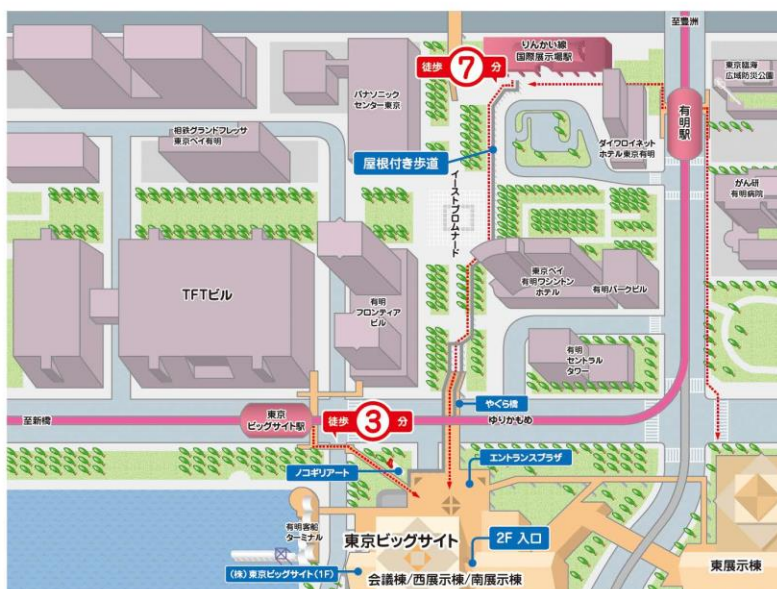 至豊洲
りんかい線
国際展示場駅
徒歩 7 分
東京臨海
広域防災公園
パナソニック
センター東京
有明駅
相鉄グランドフレッサ
東京ベイ有明
ダイワロイネット
ホテル東京有明
屋根付き歩道
がん研
有明病院
イーストプロムナード
東京ベイ
有明ワシントン
ホテル
有明パークビル
TFTビル
有明
フロンティア
ビル
有明
セントラル
タワー
やぐら橋
至新橋
東京
ビッグサイト駅
徒歩 3 分
ゆりかもめ
ノコギリアート
エントランスプラザ
有明客船
ターミナル
東京ビッグサイト
2F 入口
東展示棟
(株)東京ビッグサイト(1F)
会議棟/西展示棟/南展示棟